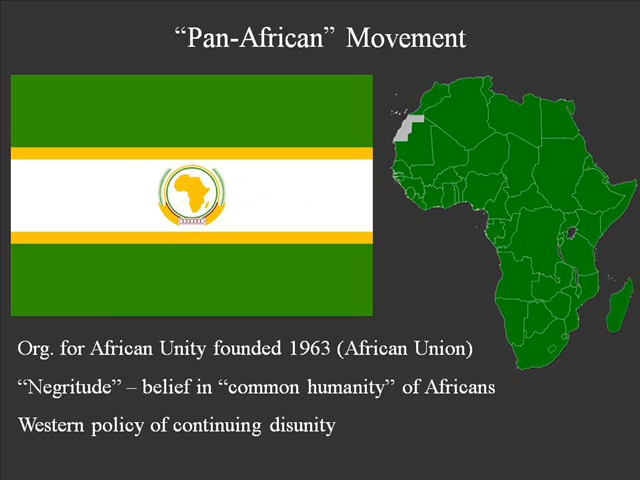 “Pan-African” Movement
Org. for African Unity founded 1963 (African Union)
“Negritude” – belief in “common humanity” of Africans
Western policy of continuing disunity